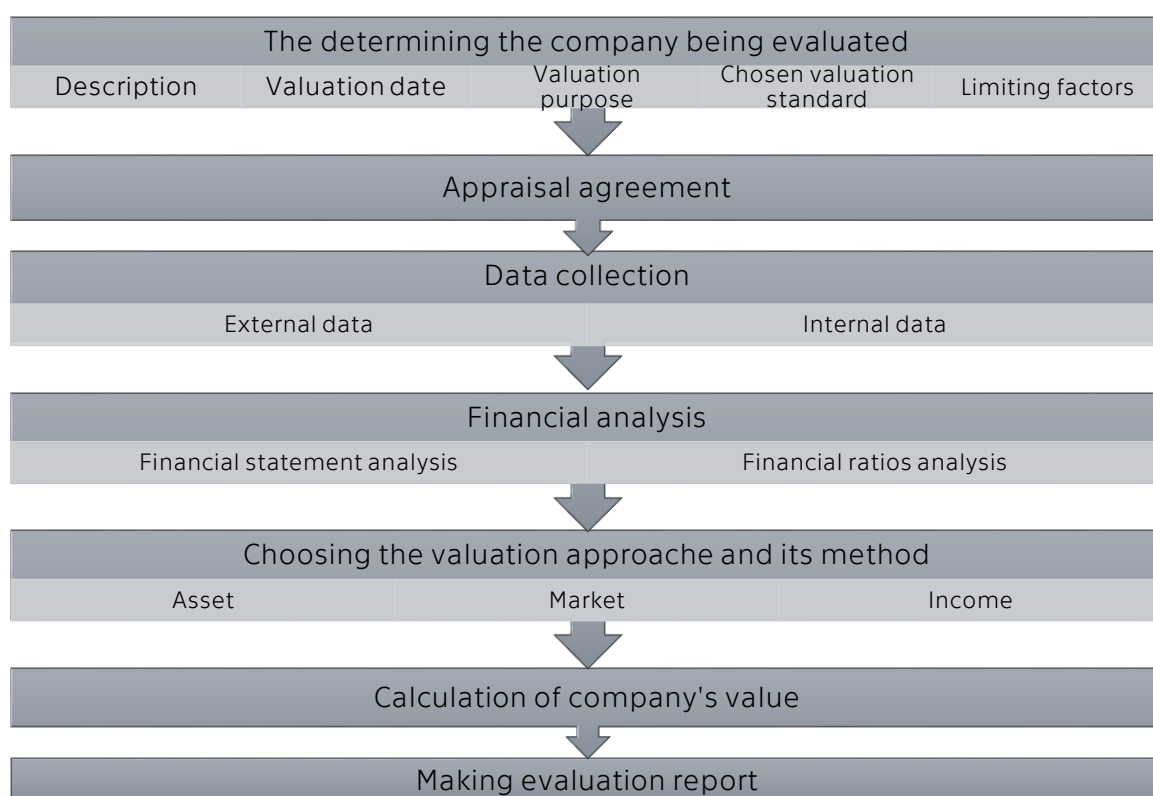 The determining the company being evaluated
Description
Valuation date
Valuation
purpose
Chosen valuation
standard
Limiting factors
Appraisal agreement
Data collection
External data
Internal data
Financial analysis
Financial statement analysis
Financial ratios analysis
Choosing the valuation approache and its method
Asset
Market
Income
Calculation of company's value
Making evaluation report